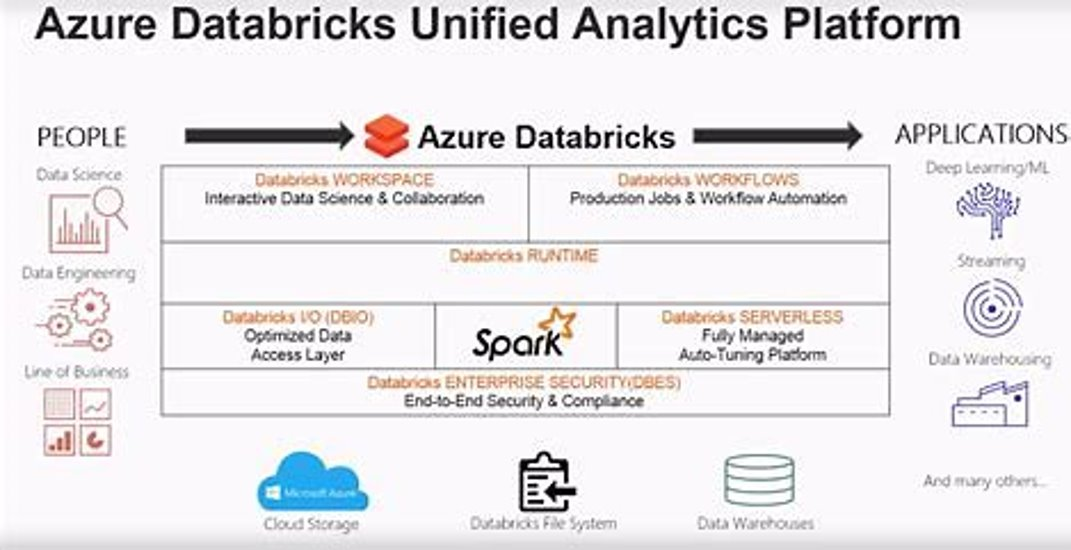 Azure Databricks Unified Analytics Platform
PEOPLE
Azure Databricks
APPLICATIONS
Data Science
Data Engineering
Line of Business
Databricks WORKSPACE
Interactive Data Science & Collaboration
Databricks WORKFLOWS
Production Jobs & Workflow Automation
Databricks RUNTIME
Databricks I/O (DBIO)
Optimized Data
Access Layer
Spark
Databricks SERVERLESS
Fully Managed
Auto-Tuning Platform
Databricks ENTERPRISE SECURITY(DBES)
End-to-End Security & Compliance
Deep Learning/ML
Streaming
Data Warehousing
And many others...
Microsoft Azure
Cloud Storage
Databricks File System
Data Warehouses